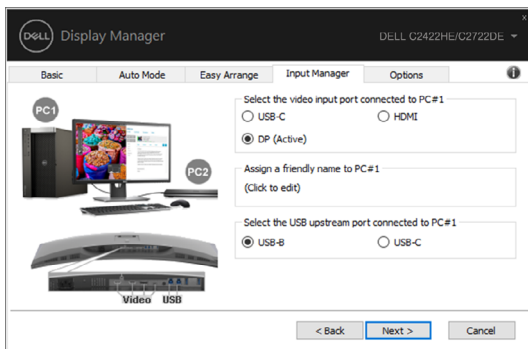 DELL Display Manager
DELL C2422HE/C2722DE
Basic
Auto Mode
Easy Arrange
Input Manager
Options
PC1
PC2
Video USB
Select the video input port connected to PC#1
USB-C
HDMI
DP (Active)
Assign a friendly name to PC#1
(Click to edit)
Select the USB upstream port connected to PC#1
USB-B
USB-C
< Back
Next >
Cancel